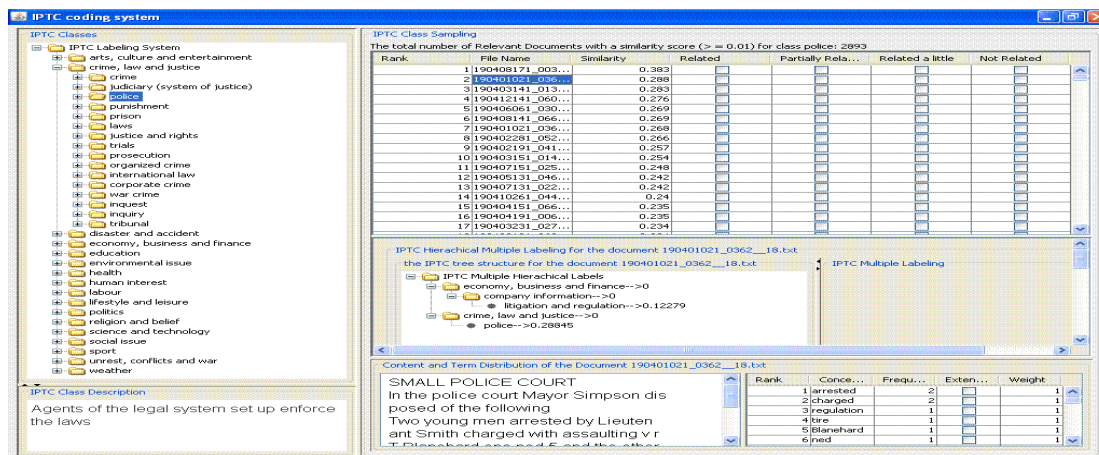 IPTC coding system
IPTC Classes
IPTC Labeling System
arts, culture and entertainment
crime, law and justice
crime
judiciary (system of justice)
police
punishment
prison
laws
justice and rights
trials
prosecution
organized crime
international law
corporate crime
war crime
inquest
inquiry
tribunal
disaster and accident
economy, business and finance
education
environmental issue
health
human interest
labour
lifestyle and leisure
politics
religion and belief
science and technology
social issue
sport
unrest, conflicts and war
weather
IPTC Class Description
Agents of the legal system set up enforce
the laws
IPTC Class Sampling
The total number of Relevant Documents with a similarity score (> = 0.01) for class police: 2893
Rank File Name Similarity Related Partially Rela... Related a little Not Related
1 190408171_003... 0.383
2 190401021_036... 0.288
3 190403141_013... 0.283
4 190412141_060... 0.276
5 190406061_030... 0.269
6 190408141_066... 0.269
7 190401021_036... 0.268
8 190402281_052... 0.266
9 190402191_041... 0.257
10 190403151_014... 0.254
11 190407151_025... 0.248
12 190405131_046... 0.242
13 190407131_022... 0.242
14 190410261_044... 0.24
15 190404151_066... 0.235
16 190404191_006... 0.235
17 190403231_027... 0.234
IPTC Hierachical Multiple Labeling for the document 190401021_0362__18.txt
the IPTC tree structure for the document 190401021_0362__18.txt
IPTC Multiple Hierachical Labels
economy, business and finance-->0
company information-->0
litigation and regulation-->0.12279
crime, law and justice-->0
police-->0.28845
IPTC Multiple Labeling
Content and Term Distribution of the Document 190401021_0362__18.txt
SMALL POLICE COURT
In the police court Mayor Simpson dis
posed of the following
Two young men arrested by Lieuten
ant Smith charged with assaulting v r
Rank Conce... Frequ... Exten... Weight
1 arrested 2 1
2 charged 2 1
3 regulation 1 1
4 tire 1 1
5 Blanehard 1 1
6 ned 1 1